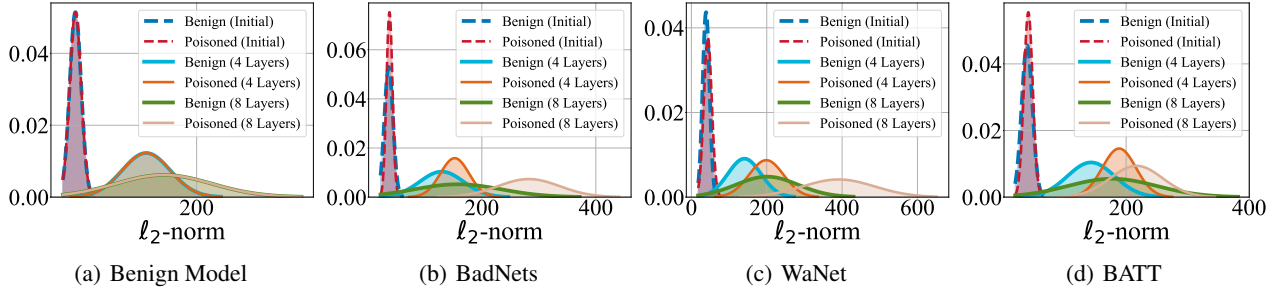 0.04
0.02
0.00
200
ℓ₂-norm
Benign (Initial)
Poisoned (Initial)
Benign (4 Layers)
Poisoned (4 Layers)
Benign (8 Layers)
Poisoned (8 Layers)
(a) Benign Model
0.06
0.04
0.02
0.00
200
400
ℓ₂-norm
Benign (Initial)
Poisoned (Initial)
Benign (4 Layers)
Poisoned (4 Layers)
Benign (8 Layers)
Poisoned (8 Layers)
(b) BadNets
0.04
0.02
0.00
0
200
400
600
ℓ₂-norm
Benign (Initial)
Poisoned (Initial)
Benign (4 Layers)
Poisoned (4 Layers)
Benign (8 Layers)
Poisoned (8 Layers)
(c) WaNet
0.04
0.02
0.00
200
400
ℓ₂-norm
Benign (Initial)
Poisoned (Initial)
Benign (4 Layers)
Poisoned (4 Layers)
Benign (8 Layers)
Poisoned (8 Layers)
(d) BATT